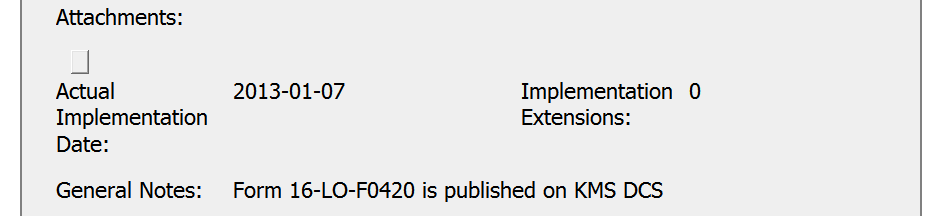 Attachments:
Actual Implementation Date: 2013-01-07 Implementation Extensions: 0
General Notes: Form 16-LO-F0420 is published on KMS DCS